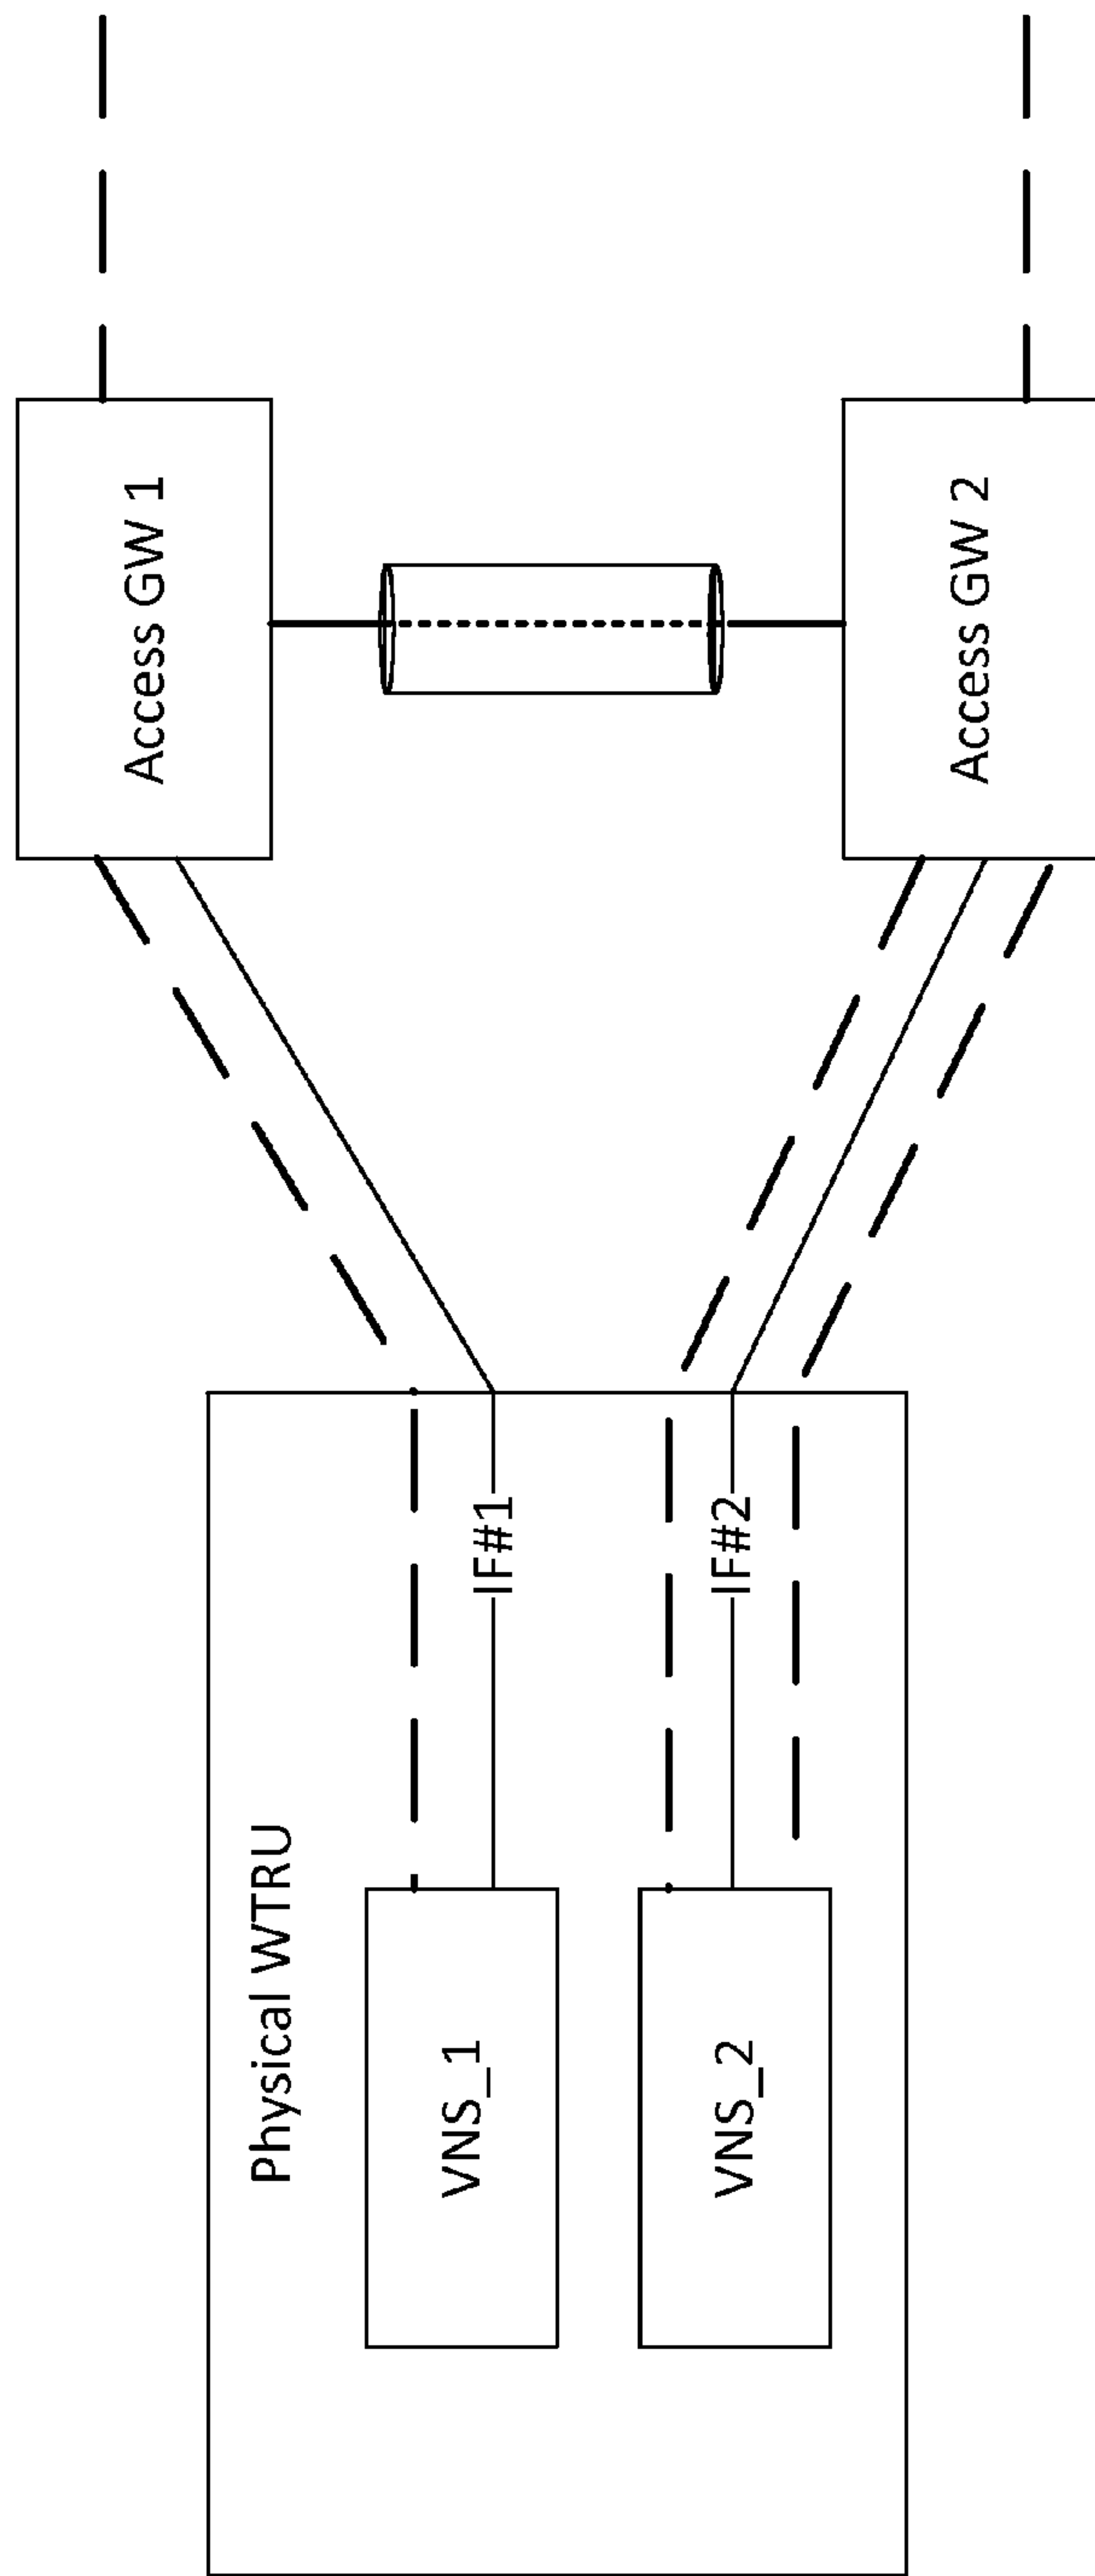 Physical WTRU
VNS_1
IF#1
Access GW 1
VNS_2
IF#2
Access GW 2